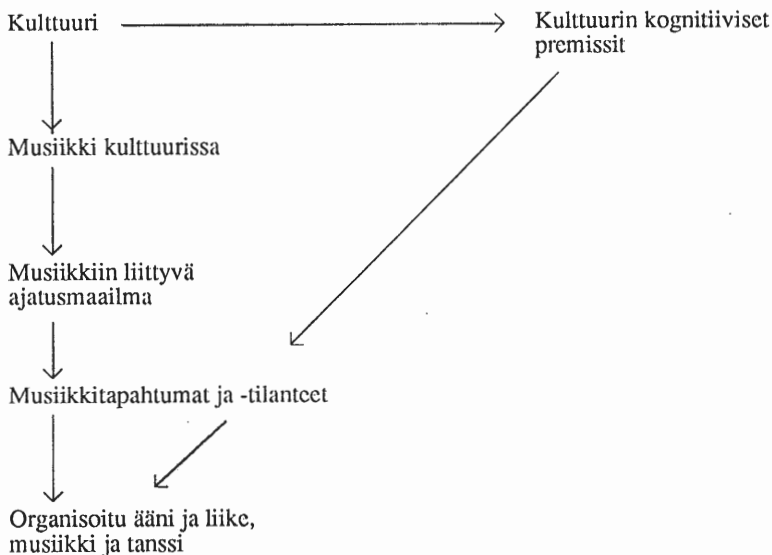 Kulttuuri
Kulttuurin kognitiiviset
premissit
Musiikki kulttuurissa
Musiikkiin liittyvä
ajatusmaailma
Musiikkitapahtumat ja -tilanteet
Organisoitu ääni ja liike,
musiikki ja tanssi